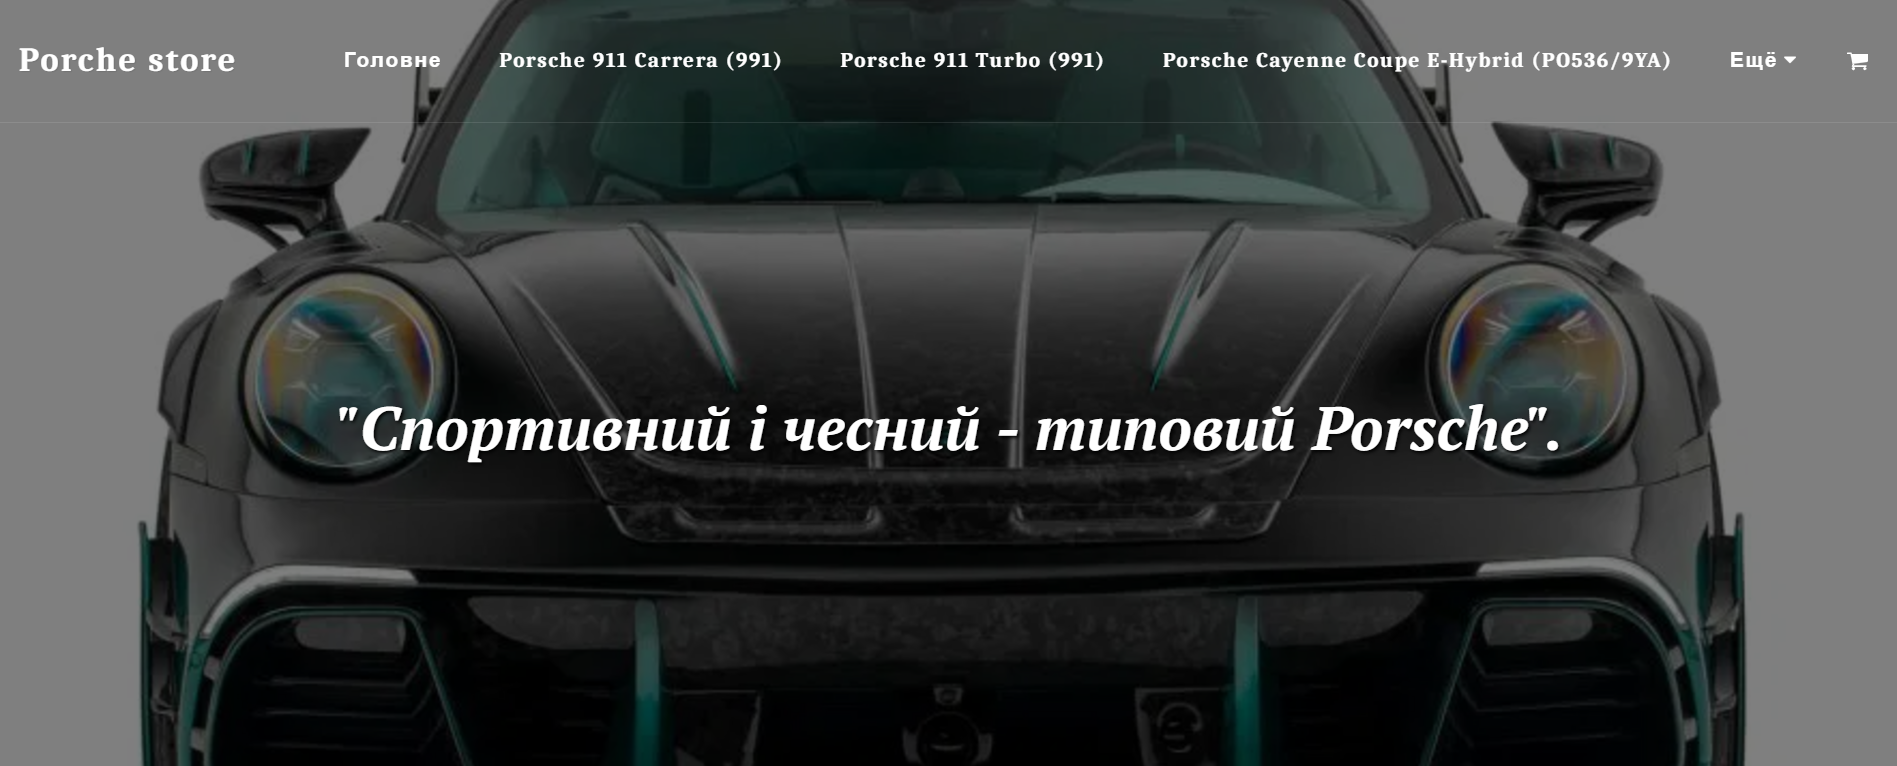 Porche store
Головне
Porsche 911 Carrera (991)
Porsche 911 Turbo (991)
Porsche Cayenne Coupe E-Hybrid (PO536/9YA)
Ещё
"Спортивний і чесний - типовий Porsche".